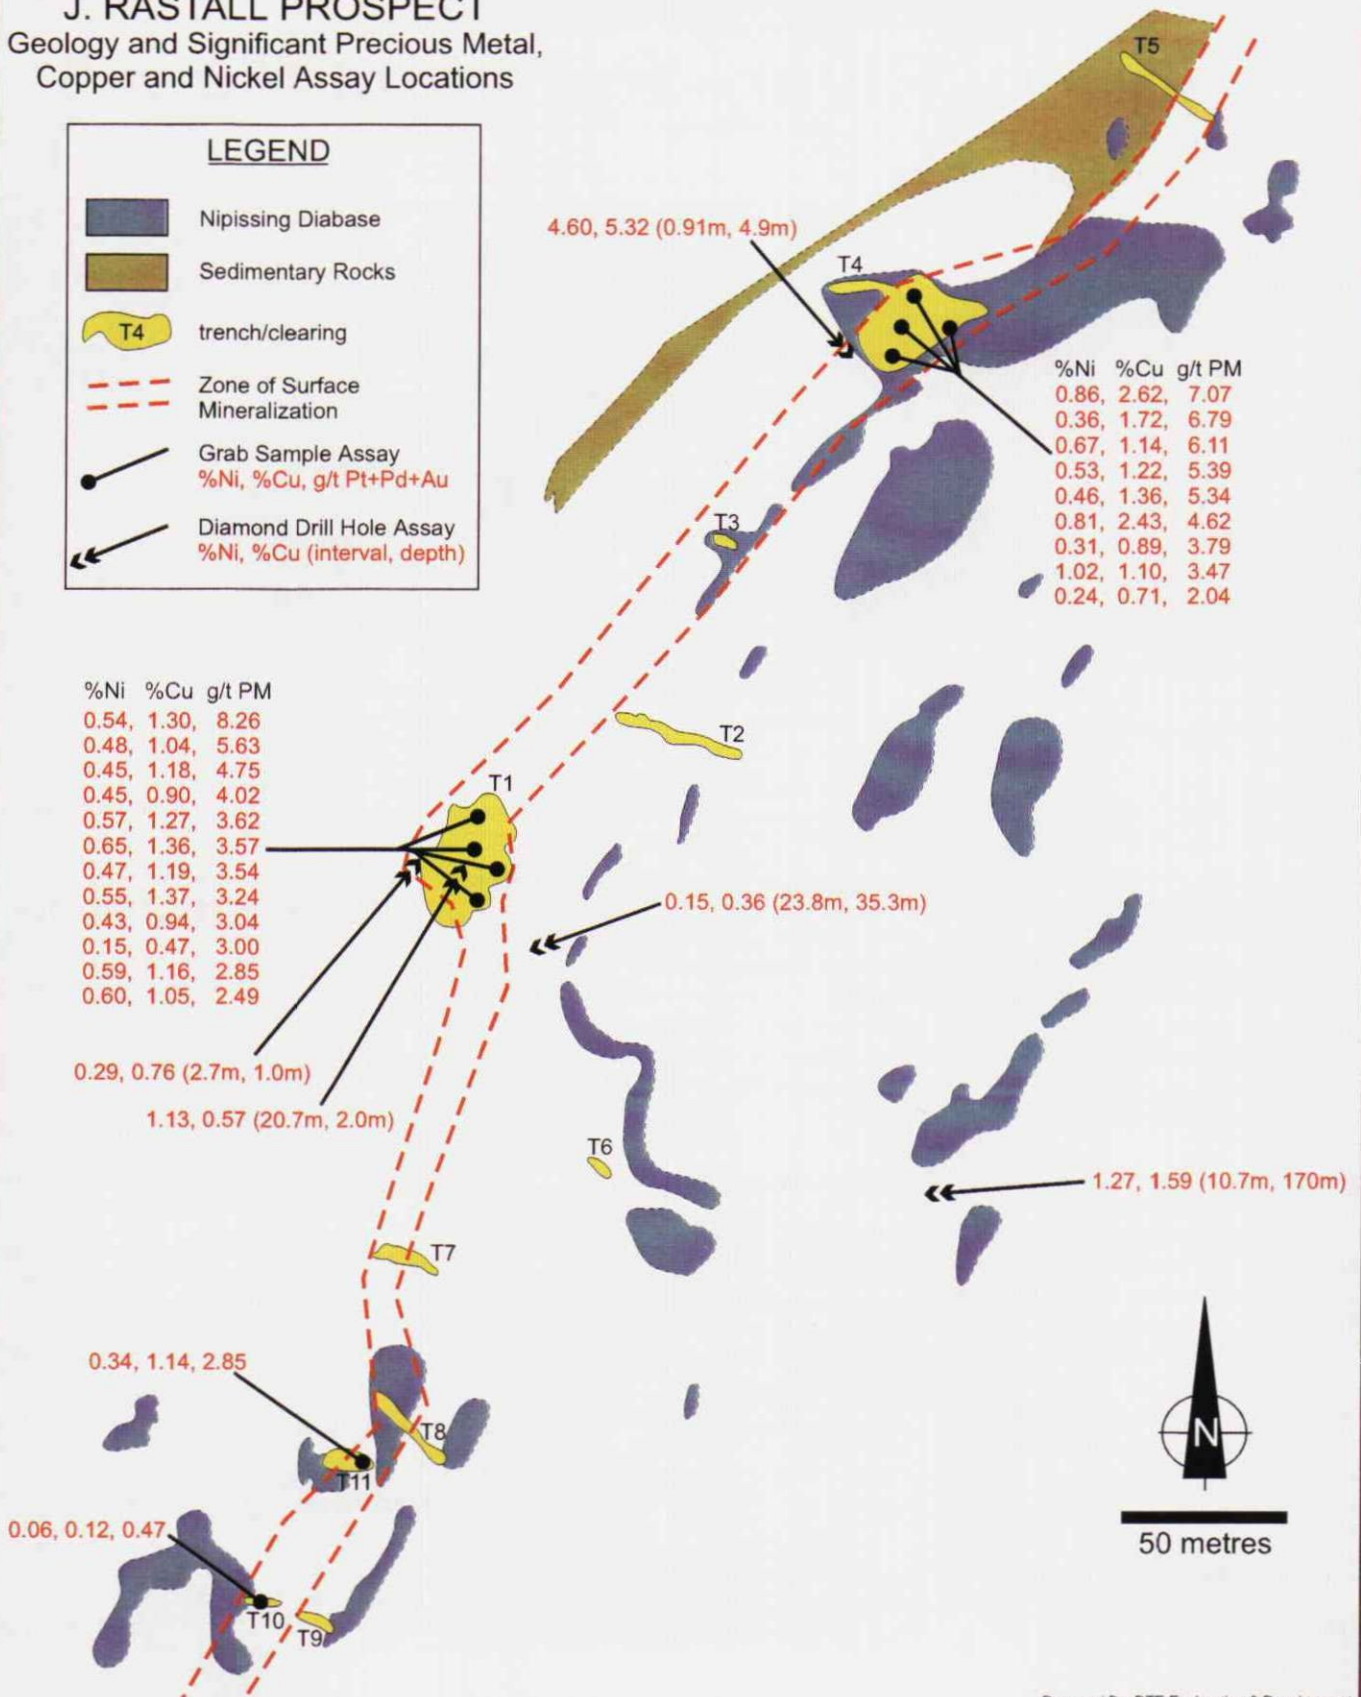 J. RASTALL PROSPECT
Geology and Significant Precious Metal,
Copper and Nickel Assay Locations
LEGEND
Nipissing Diabase
Sedimentary Rocks
T4 trench/clearing
Zone of Surface
Mineralization
Grab Sample Assay
%Ni, %Cu, g/t Pt+Pd+Au
Diamond Drill Hole Assay
%Ni, %Cu (interval, depth)
T5
4.60, 5.32 (0.91m, 4.9m)
T4
%Ni %Cu g/t PM
0.86, 2.62, 7.07
0.36, 1.72, 6.79
0.67, 1.14, 6.11
0.53, 1.22, 5.39
0.46, 1.36, 5.34
0.81, 2.43, 4.62
0.31, 0.89, 3.79
1.02, 1.10, 3.47
0.24, 0.71, 2.04
T3
T2
%Ni %Cu g/t PM
0.54, 1.30, 8.26
0.48, 1.04, 5.63
0.45, 1.18, 4.75
0.45, 0.90, 4.02
0.57, 1.27, 3.62
0.65, 1.36, 3.57
0.47, 1.19, 3.54
0.55, 1.37, 3.24
0.43, 0.94, 3.04
0.15, 0.47, 3.00
0.59, 1.16, 2.85
0.60, 1.05, 2.49
T1
0.15, 0.36 (23.8m, 35.3m)
0.29, 0.76 (2.7m, 1.0m)
1.13, 0.57 (20.7m, 2.0m)
T6
1.27, 1.59 (10.7m, 170m)
T7
0.34, 1.14, 2.85
T8
T11
0.06, 0.12, 0.47
T10
T9
N
50 metres